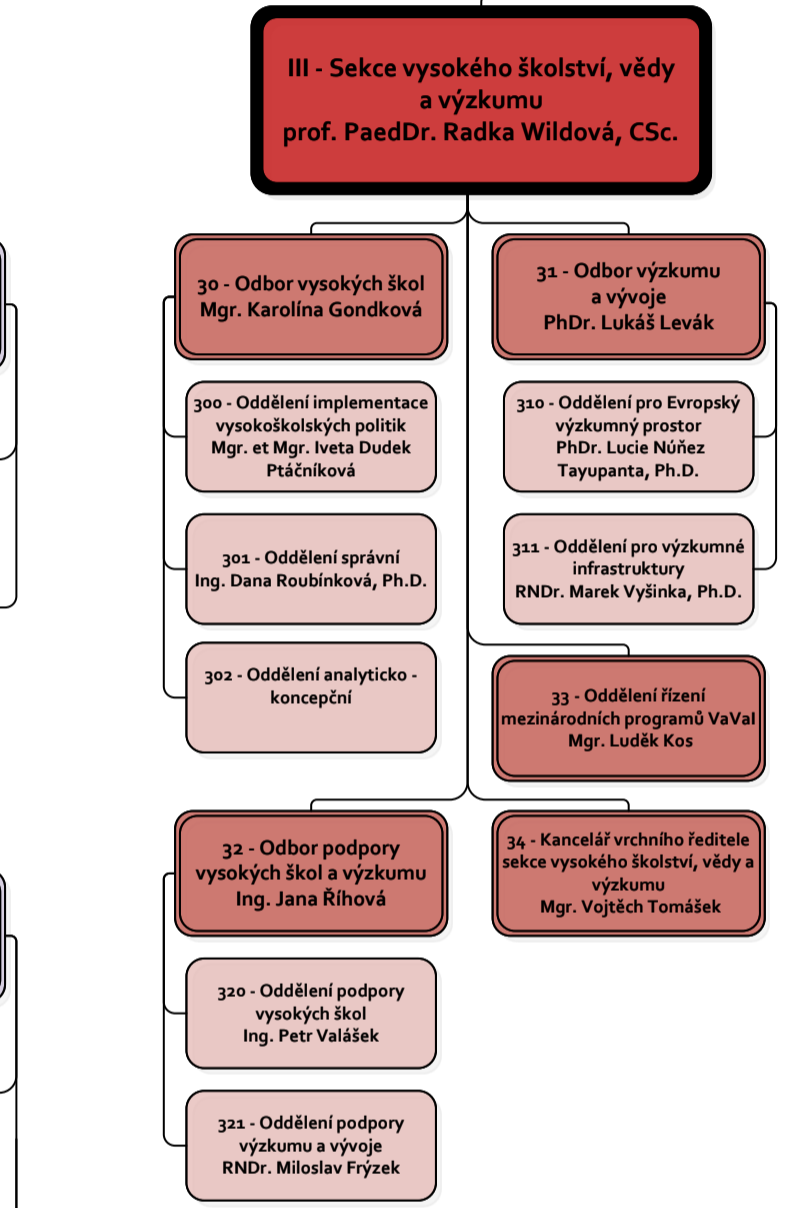 III - Sekce vysokého školství, vědy
a výzkumu
prof. PaedDr. Radka Wildová, CSc.
30 - Odbor vysokých škol
Mgr. Karolína Gondková
300 - Oddělení implementace
vysokoškolských politik
Mgr. et Mgr. Iveta Dudek
Ptáčníková
301 - Oddělení správní
Ing. Dana Roubínková, Ph.D.
302 - Oddělení analyticko -
koncepční
31 - Odbor výzkumu
a vývoje
PhDr. Lukáš Levák
310 - Oddělení pro Evropský
výzkumný prostor
PhDr. Lucie Núñez
Tayupanta, Ph.D.
311 - Oddělení pro výzkumné
infrastruktury
RNDr. Marek Vyšinka, Ph.D.
33 - Oddělení řízení
mezinárodních programů VaVaI
Mgr. Luděk Kos
32 - Odbor podpory
vysokých škol a výzkumu
Ing. Jana Říhová
320 - Oddělení podpory
vysokých škol
Ing. Petr Valášek
321 - Oddělení podpory
výzkumu a vývoje
RNDr. Miloslav Frýzek
34 - Kancelář vrchního ředitele
sekce vysokého školství, vědy a
výzkumu
Mgr. Vojtěch Tomášek